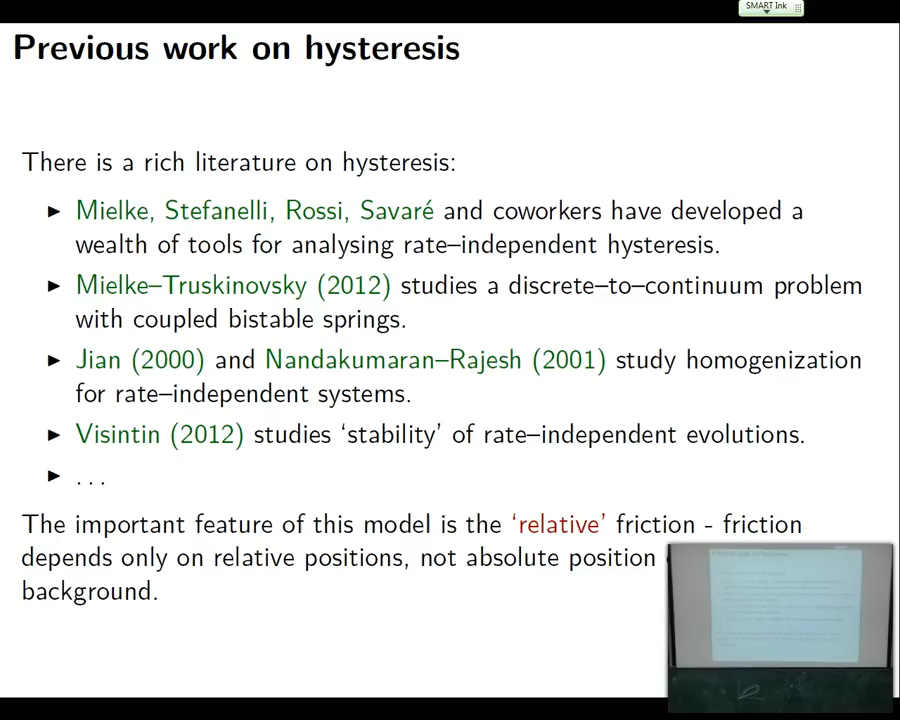 SMART Ink
Previous work on hysteresis
There is a rich literature on hysteresis:
▶ Mielke, Stefanelli, Rossi, Savaré and coworkers have developed a
wealth of tools for analysing rate–independent hysteresis.
▶ Mielke–Truskinovsky (2012) studies a discrete–to–continuum problem
with coupled bistable springs.
▶ Jian (2000) and Nandakumaran–Rajesh (2001) study homogenization
for rate–independent systems.
▶ Visintin (2012) studies ‘stability’ of rate–independent evolutions.
▶ . . .
The important feature of this model is the ‘relative’ friction - friction
depends only on relative positions, not absolute position
background.